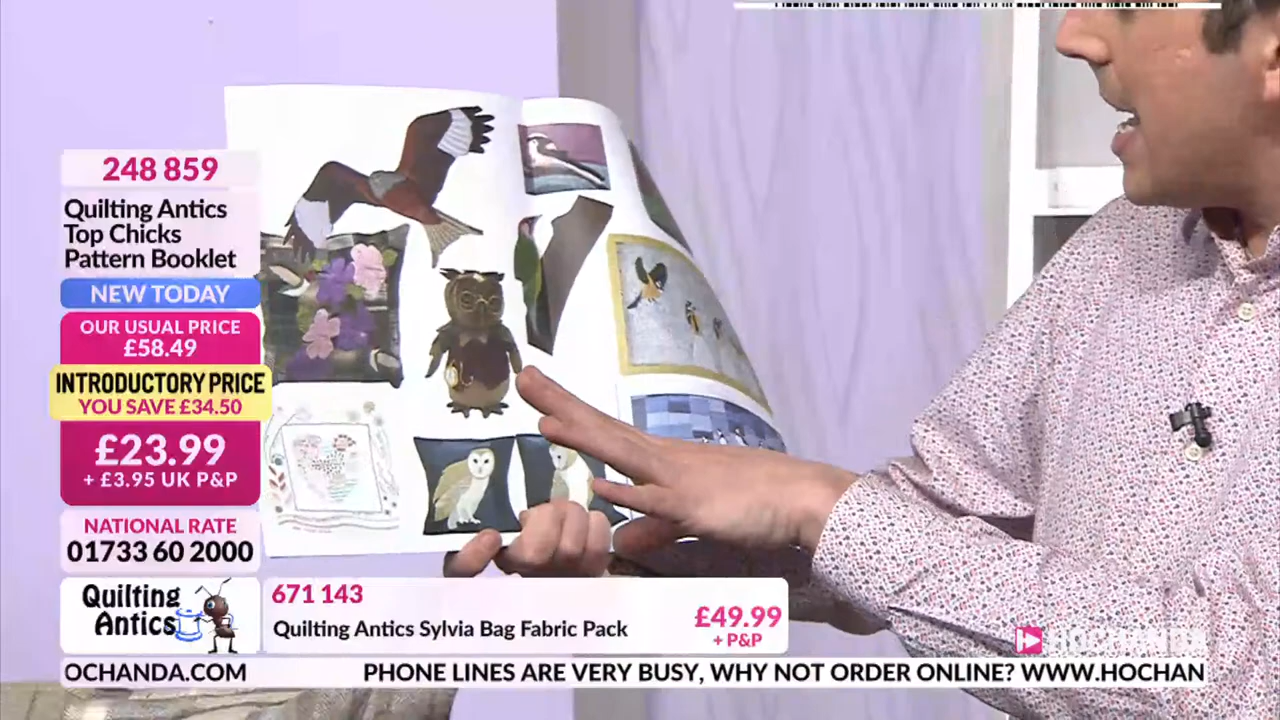 248 859
Quilting Antics
Top Chicks
Pattern Booklet
NEW TODAY
OUR USUAL PRICE
£58.49
INTRODUCTORY PRICE
YOU SAVE £34.50
£23.99
+ £3.95 UK P&P
NATIONAL RATE
01733 60 2000
Quilting
Antics
671 143
Quilting Antics Sylvia Bag Fabric Pack
£49.99
+ P&P
HOCHANDA
OCHANDA.COM
PHONE LINES ARE VERY BUSY, WHY NOT ORDER ONLINE? WWW.HOCHAN